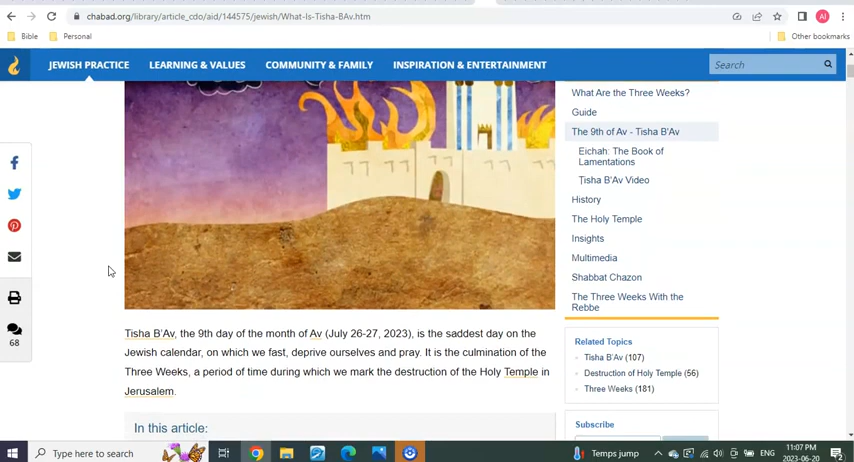 chabad.org/library/article_cdo/aid/144575/jewish/What-Is-Tisha-BAv.htm
AI
Bible
Personal
Other bookmarks
JEWISH PRACTICE
LEARNING & VALUES
COMMUNITY & FAMILY
INSPIRATION & ENTERTAINMENT
Search
What Are the Three Weeks?
Guide
The 9th of Av - Tisha B'Av
Eichah: The Book of
Lamentations
Tisha B'Av Video
History
The Holy Temple
Insights
Multimedia
Shabbat Chazon
The Three Weeks With the
Rebbe
68
Tisha B'Av, the 9th day of the month of Av (July 26-27, 2023), is the saddest day on the
Jewish calendar, on which we fast, deprive ourselves and pray. It is the culmination of the
Three Weeks, a period of time during which we mark the destruction of the Holy Temple in
Jerusalem.
In this article:
Related Topics
Tisha B'Av (107)
Destruction of Holy Temple (56)
Three Weeks (181)
Subscribe
Type here to search
Temps jump
ENG
11:07 PM
2023-06-20
2